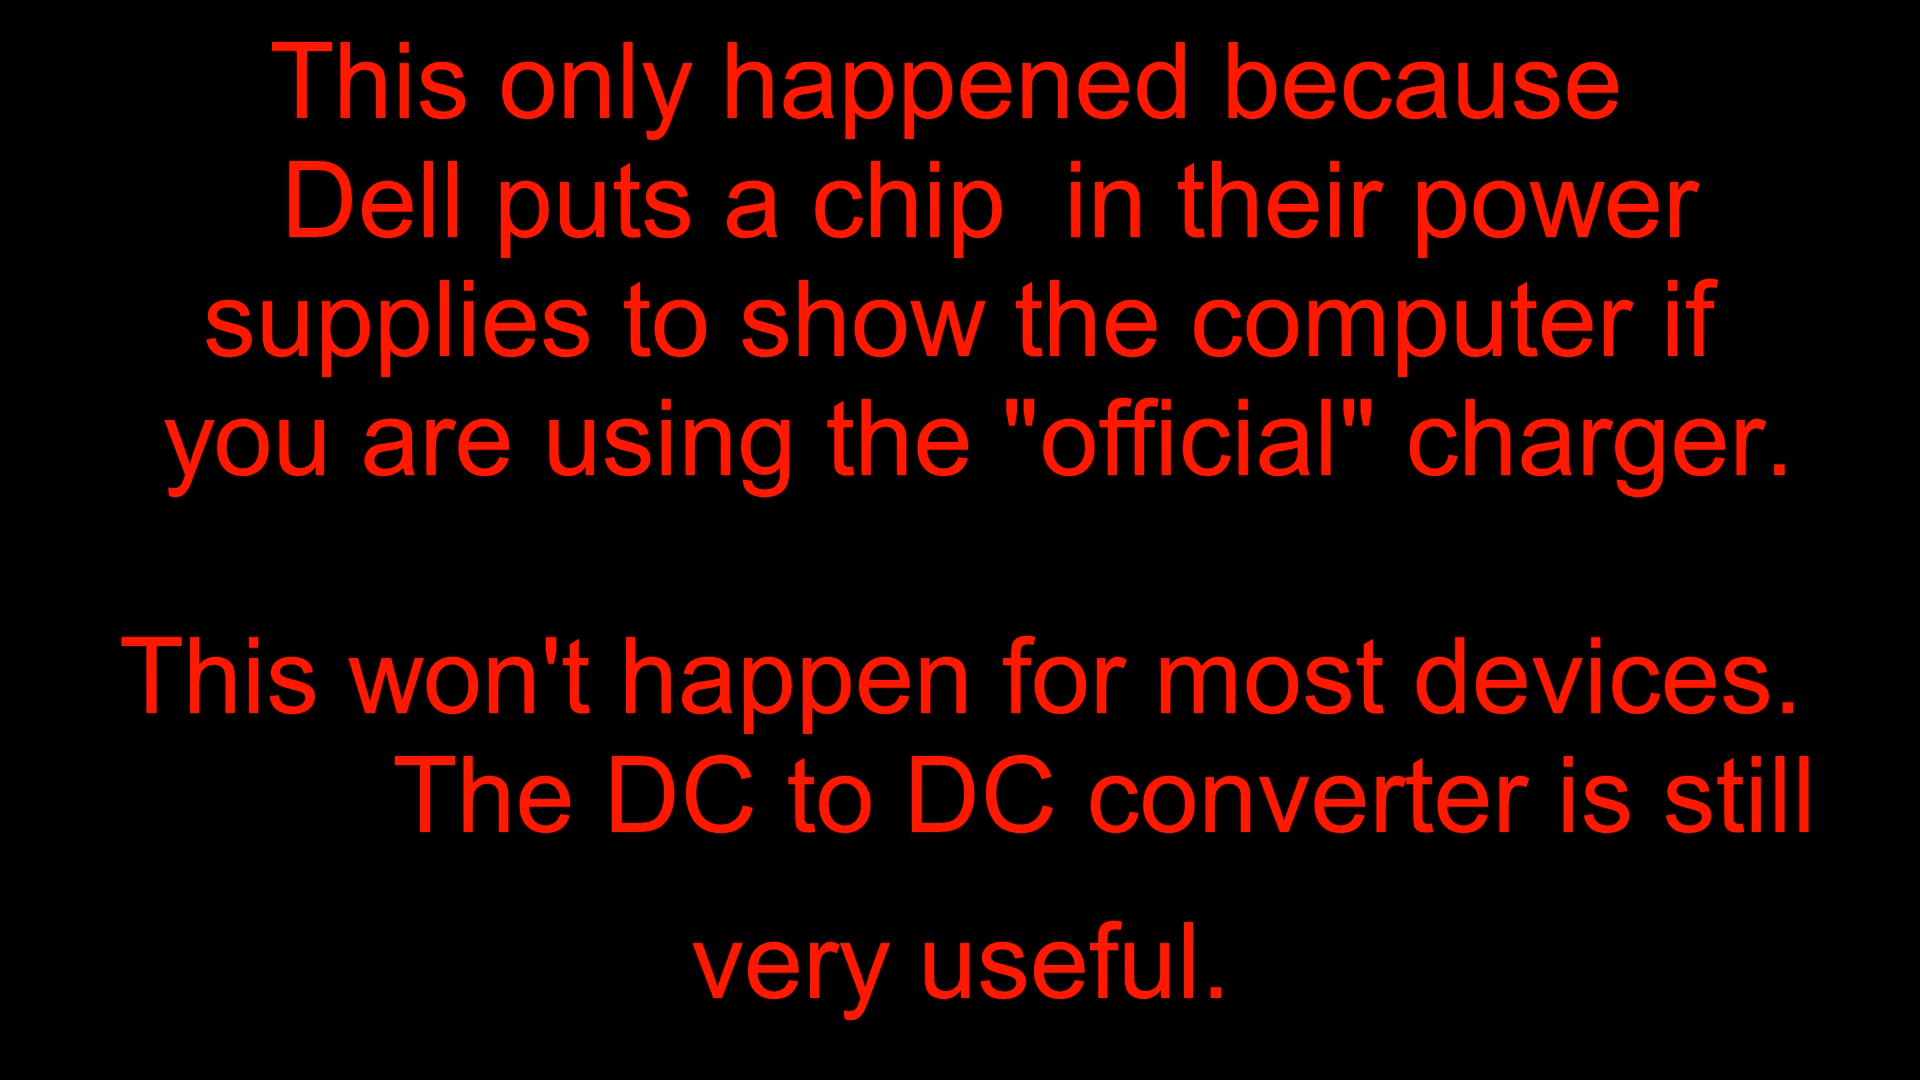 This only happened because
Dell puts a chip  in their power
supplies to show the computer if
you are using the "official" charger.
This won't happen for most devices.
The DC to DC converter is still
very useful.